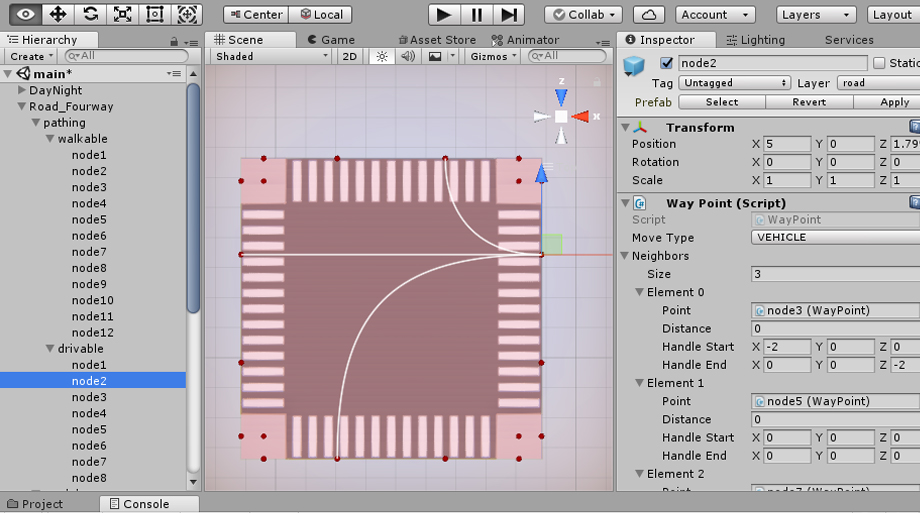 Center Local Collab Account Layers Layout
Hierarchy Scene Game Asset Store Animator Inspector Lighting Services
Create All Shaded 2D Gizmos All node2 Static
main*
DayNight
Road_Fourway
pathing
walkable
node1
node2
node3
node4
node5
node6
node7
node8
node9
node10
node11
node12
drivable
node1
node2
node3
node4
node5
node6
node7
node8
z
x
Tag Untagged Layer road
Prefab Select Revert Apply
Transform
Position X 5 Y 0 Z 1.79
Rotation X 0 Y 0 Z 0
Scale X 1 Y 1 Z 1
Way Point (Script)
Script WayPoint
Move Type VEHICLE
Neighbors
Size 3
Element 0
Point node3 (WayPoint)
Distance 0
Handle Start X -2 Y 0 Z 0
Handle End X 0 Y 0 Z -2
Element 1
Point node5 (WayPoint)
Distance 0
Handle Start X 0 Y 0 Z 0
Handle End X 0 Y 0 Z 0
Element 2
Project Console